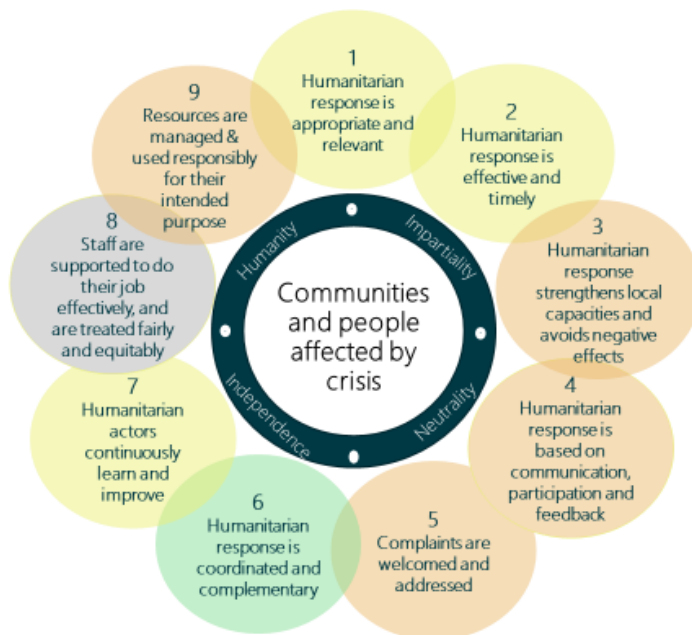 1
Humanitarian
response is
appropriate and
relevant
2
Humanitarian
response is
effective and
timely
3
Humanitarian
response
strengthens local
capacities and
avoids negative
effects
4
Humanitarian
response is
based on
communication,
participation and
feedback
5
Complaints are
welcomed and
addressed
6
Humanitarian
response is
coordinated and
complementary
7
Humanitarian
actors
continuously
learn and
improve
8
Staff are
supported to do
their job
effectively, and
are treated fairly
and equitably
9
Resources are
managed &
used responsibly
for their
intended
purpose
Humanity
Impartiality
Neutrality
Independence
Communities
and people
affected by
crisis